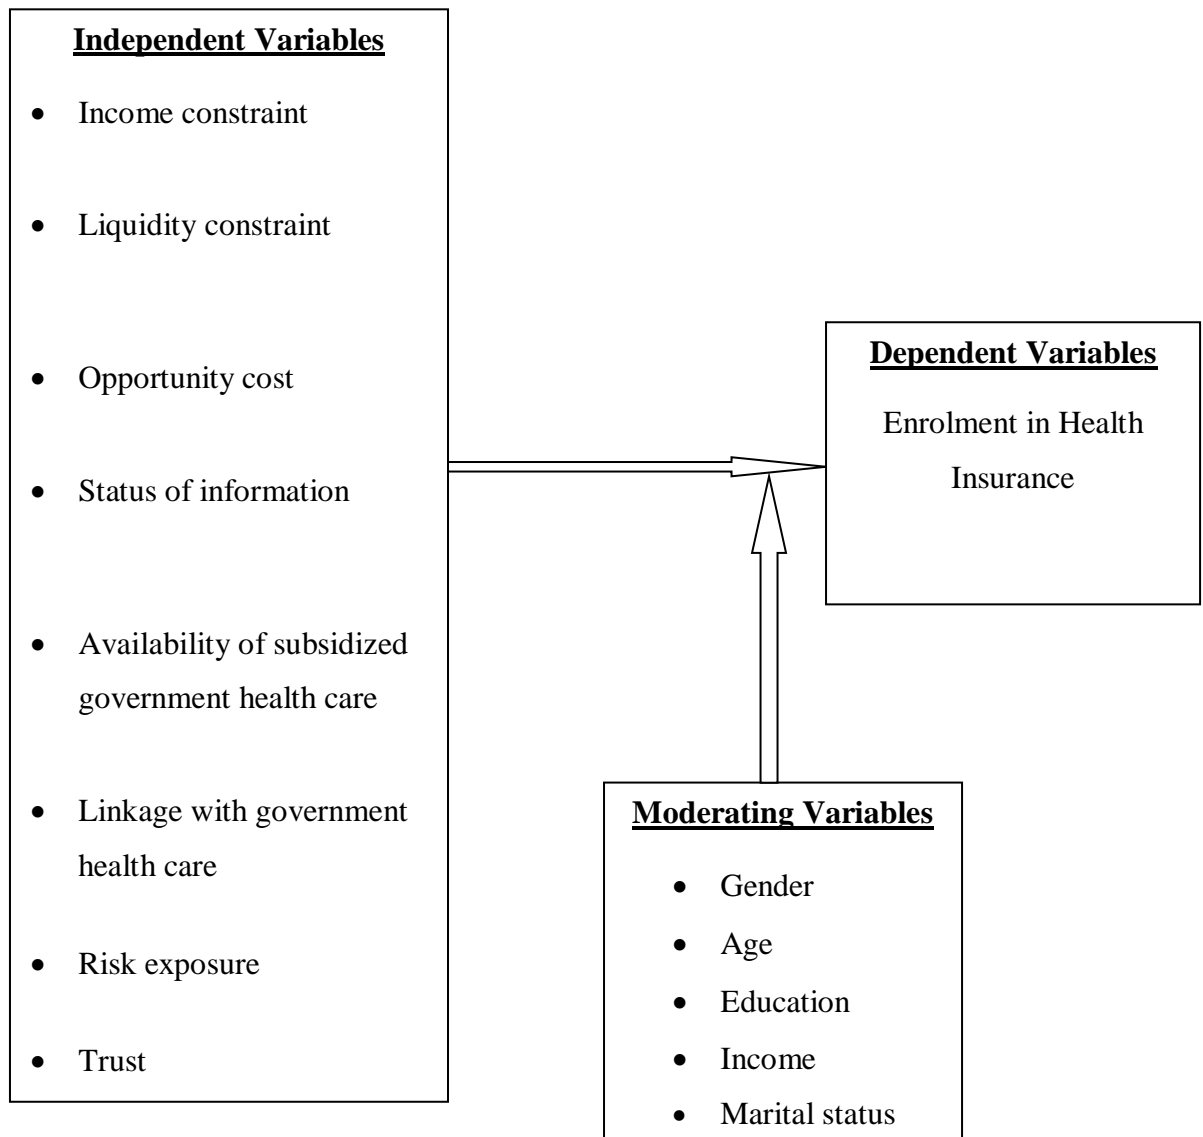 Independent Variables
• Income constraint
• Liquidity constraint
• Opportunity cost
• Status of information
• Availability of subsidized
government health care
• Linkage with government
health care
• Risk exposure
• Trust
Dependent Variables
Enrolment in Health
Insurance
Moderating Variables
• Gender
• Age
• Education
• Income
• Marital status